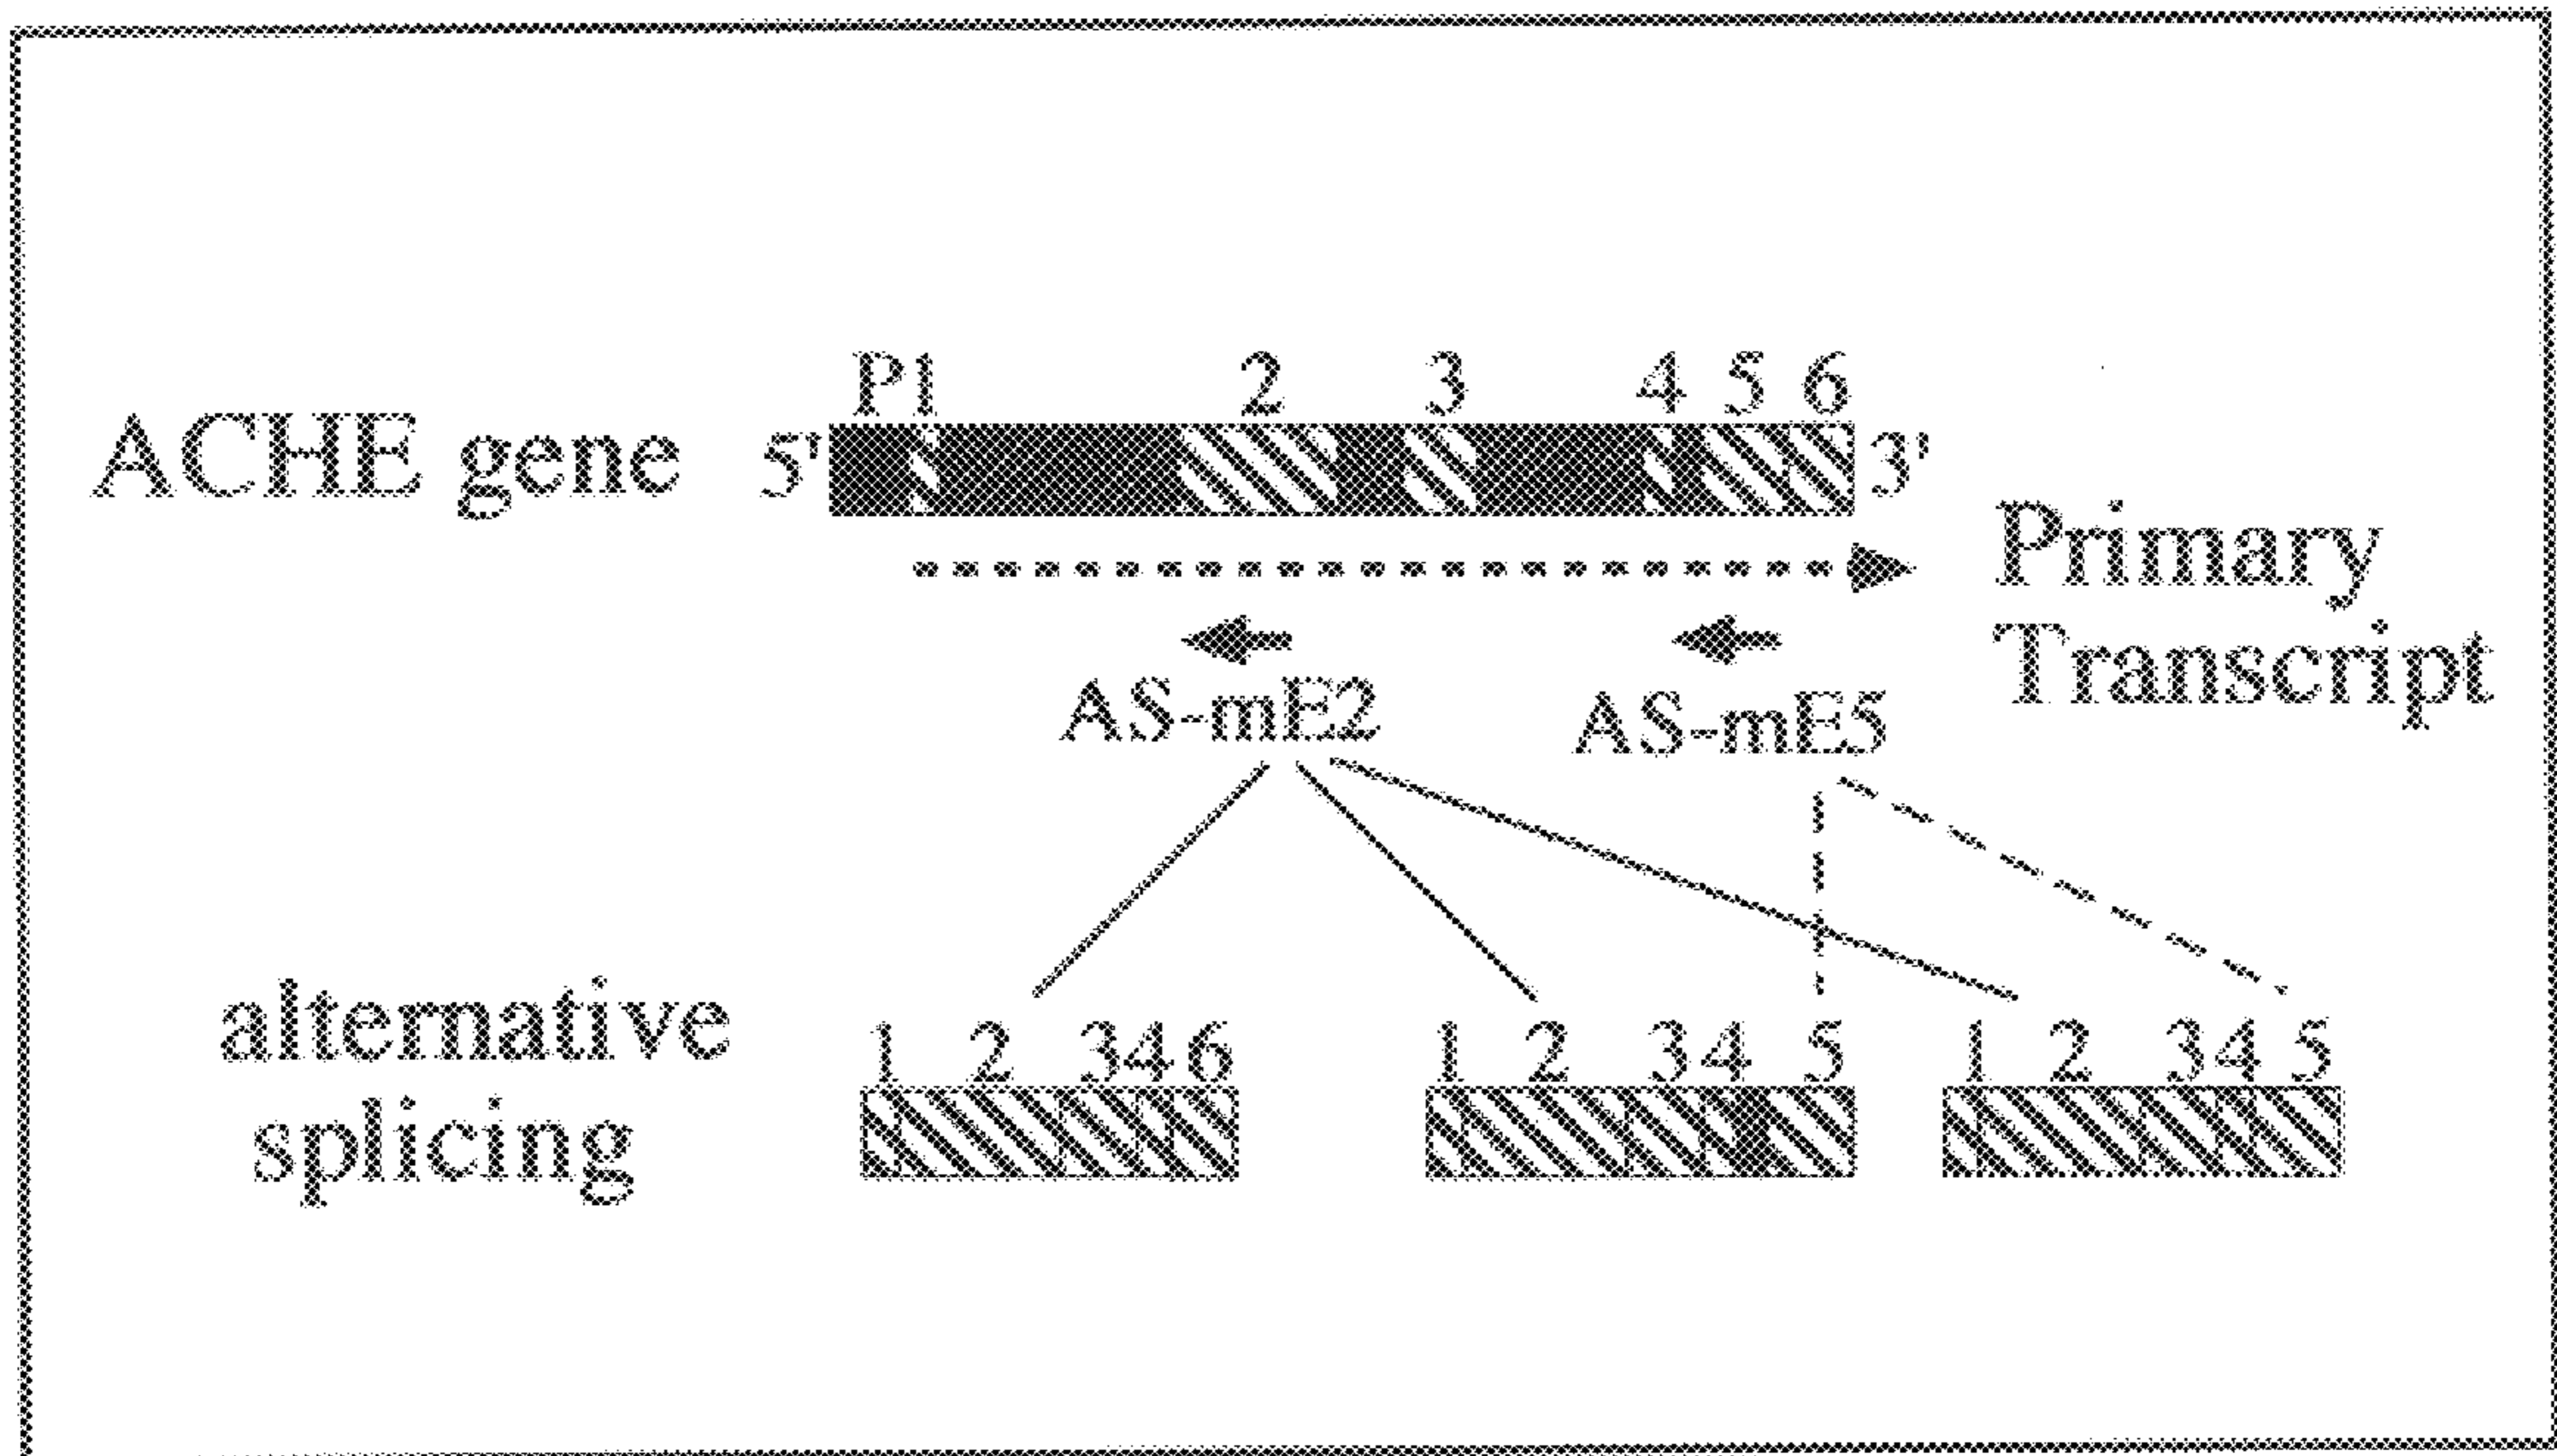 P1 2 3 4 5 6
ACHE gene 5' 3'
Primary
Transcript
AS-mE2 AS-mE5
alternative
splicing
1 2 3 4 6 1 2 3 4 5 1 2 3 4 5